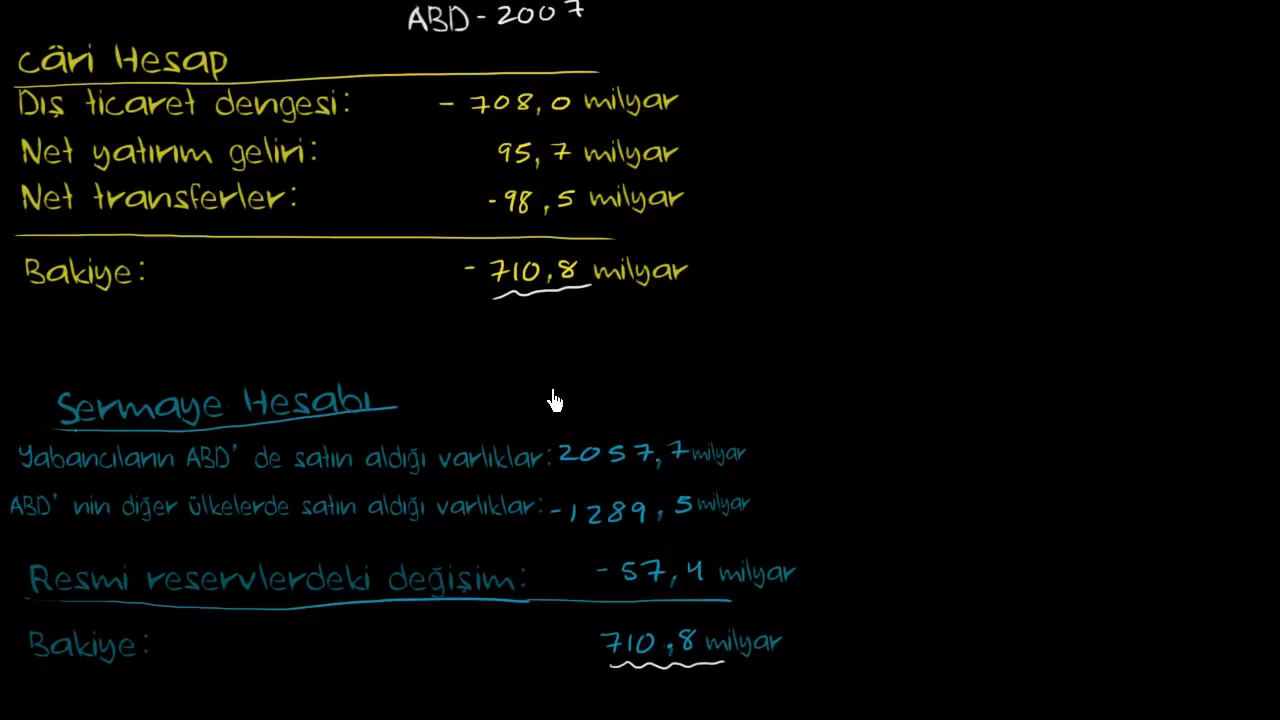 ABD - 2007
Câri Hesap
Dış ticaret dengesi: - 708,0 milyar
Net yatırım geliri: 95,7 milyar
Net transferler: -98,5 milyar
Bakiye: - 710,8 milyar
Sermaye Hesabı
Yabancıların ABD' de satın aldığı varlıklar: 2057,7 milyar
ABD' nin diğer ülkelerde satın aldığı varlıklar: -1289,5 milyar
Resmi reservlerdeki değişim: -57,4 milyar
Bakiye: 710,8 milyar